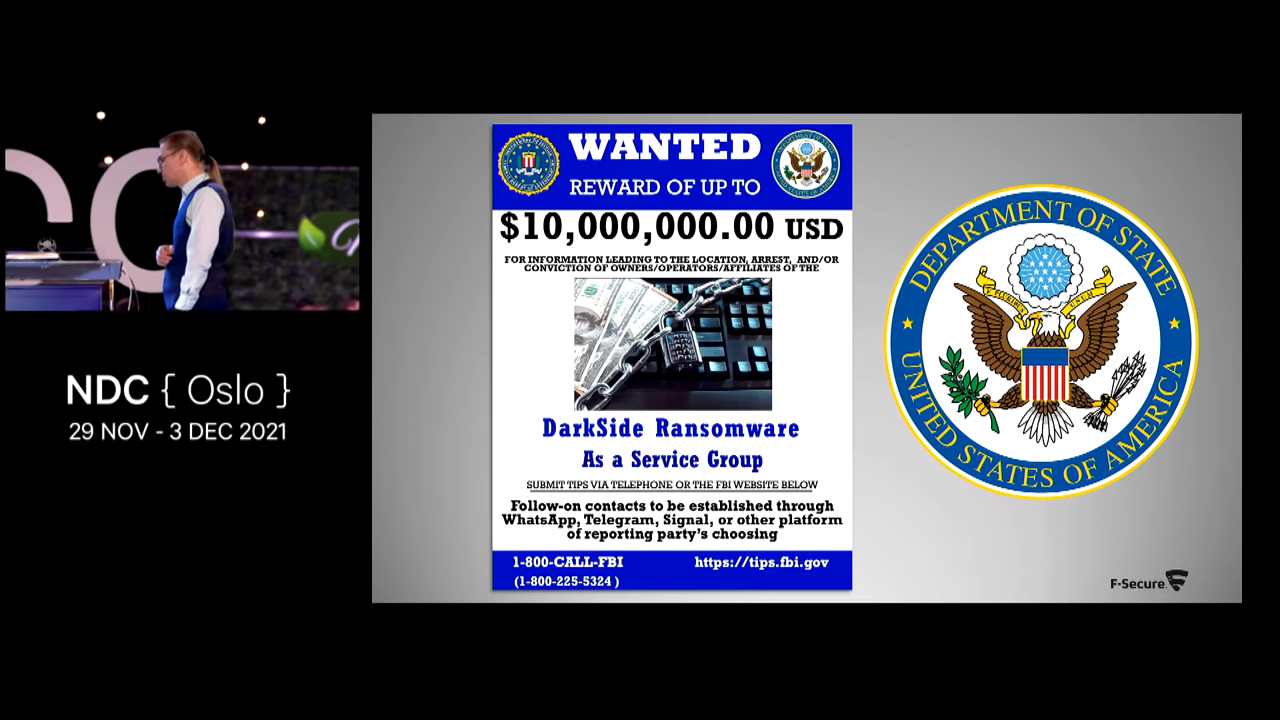 NDC { Oslo }
29 NOV - 3 DEC 2021
WANTED
REWARD OF UP TO
$10,000,000.00 USD
FOR INFORMATION LEADING TO THE LOCATION, ARREST, AND/OR
CONVICTION OF OWNERS/OPERATORS/AFFILIATES OF THE
DarkSide Ransomware
As a Service Group
SUBMIT TIPS VIA TELEPHONE OR THE FBI WEBSITE BELOW
Follow-on contacts to be established through
WhatsApp, Telegram, Signal, or other platform
of reporting party's choosing
1-800-CALL-FBI
(1-800-225-5324 )
https://tips.fbi.gov
DEPARTMENT OF STATE
UNITED STATES OF AMERICA
F-Secure.